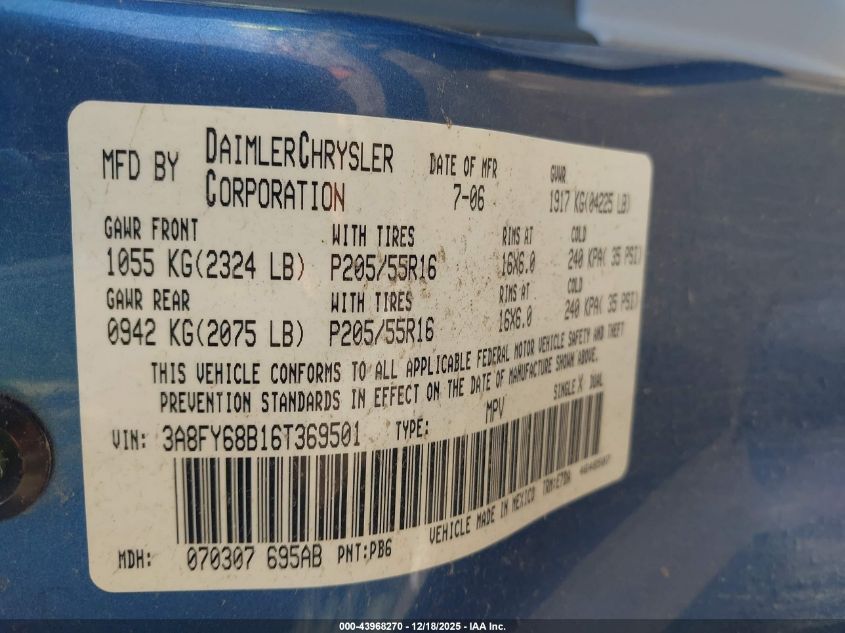 MFD BY DAIMLERCHRYSLER CORPORATION DATE OF MFR 7-06 GVWR 1917 KG(04225 LB)
GAWR FRONT WITH TIRES RIMS AT COLD
1055 KG(2324 LB) P205/55R16 16X6.0 240 KPA( 35 PSI)
GAWR REAR WITH TIRES RIMS AT COLD
0942 KG(2075 LB) P205/55R16 16X6.0 240 KPA( 35 PSI)
THIS VEHICLE CONFORMS TO ALL APPLICABLE FEDERAL MOTOR VEHICLE SAFETY AND THEFT
PREVENTION STANDARDS IN EFFECT ON THE DATE OF MANUFACTURE SHOWN ABOVE.
VIN: 3A8FY68B16T369501 TYPE: MPV SINGLE X DUAL
VEHICLE MADE IN MEXICO
MDH: 070307 695AB PNT:PB6
000-43968270 - 12/18/2025 - IAA Inc.